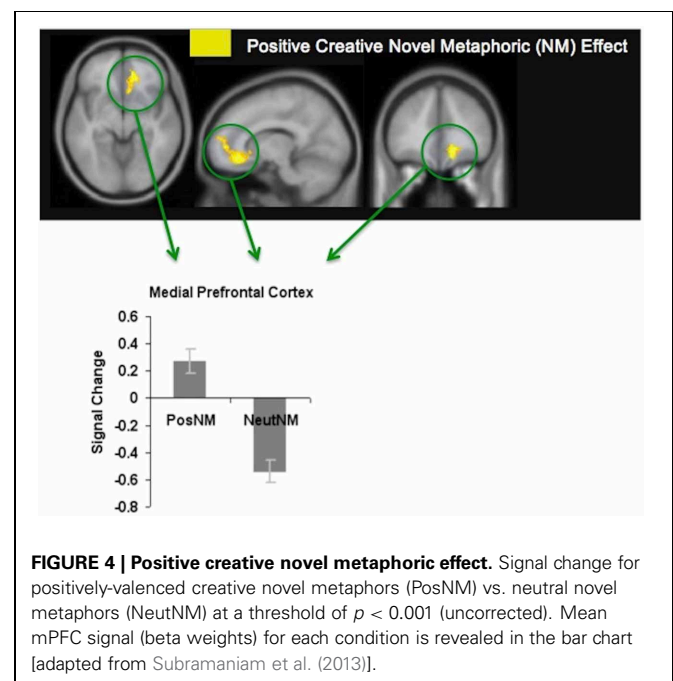 Positive Creative Novel Metaphoric (NM) Effect
Medial Prefrontal Cortex
Signal Change
0.6
0.4
0.2
0
-0.2
-0.4
-0.6
-0.8
PosNM NeutNM
FIGURE 4 | Positive creative novel metaphoric effect. Signal change for
positively-valenced creative novel metaphors (PosNM) vs. neutral novel
metaphors (NeutNM) at a threshold of p < 0.001 (uncorrected). Mean
mPFC signal (beta weights) for each condition is revealed in the bar chart
[adapted from Subramaniam et al. (2013)].